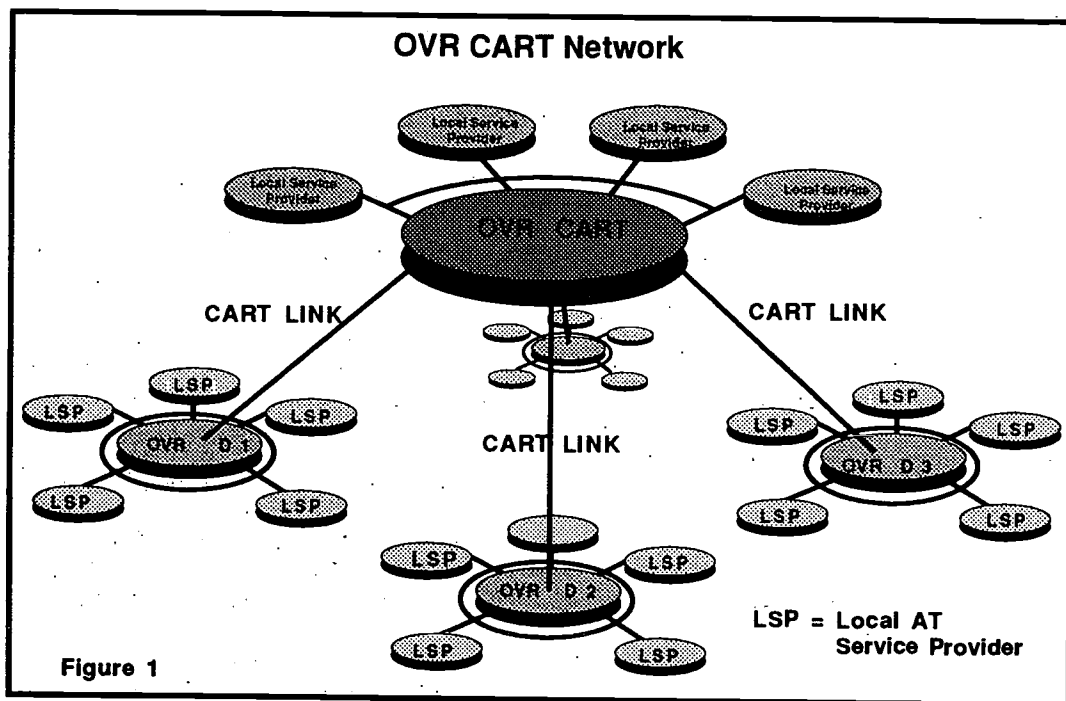 OVR CART Network
Local Service
Provider
Local Service
Provider
Local Service
Provider
Local Service
Provider
OVR CART
CART LINK
CART LINK
CART LINK
LSP
LSP
LSP
OVR D 1
LSP
LSP
LSP
LSP
LSP
OVR D 3
LSP
LSP
LSP
LSP
OVR D 2
LSP
LSP
LSP = Local AT
Service Provider
Figure 1